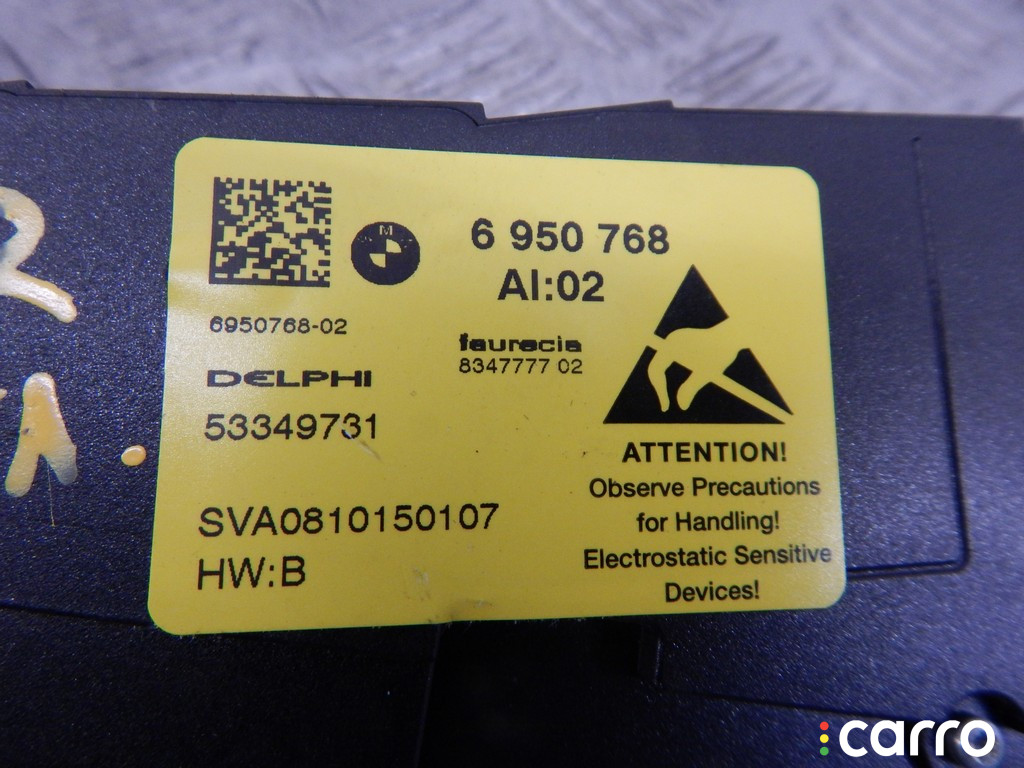 M
6 950 768
AI:02
6950768-02
faurecia
8347777 02
DELPHI
53349731
SVA0810150107
HW:B
ATTENTION!
Observe Precautions
for Handling!
Electrostatic Sensitive
Devices!
carro